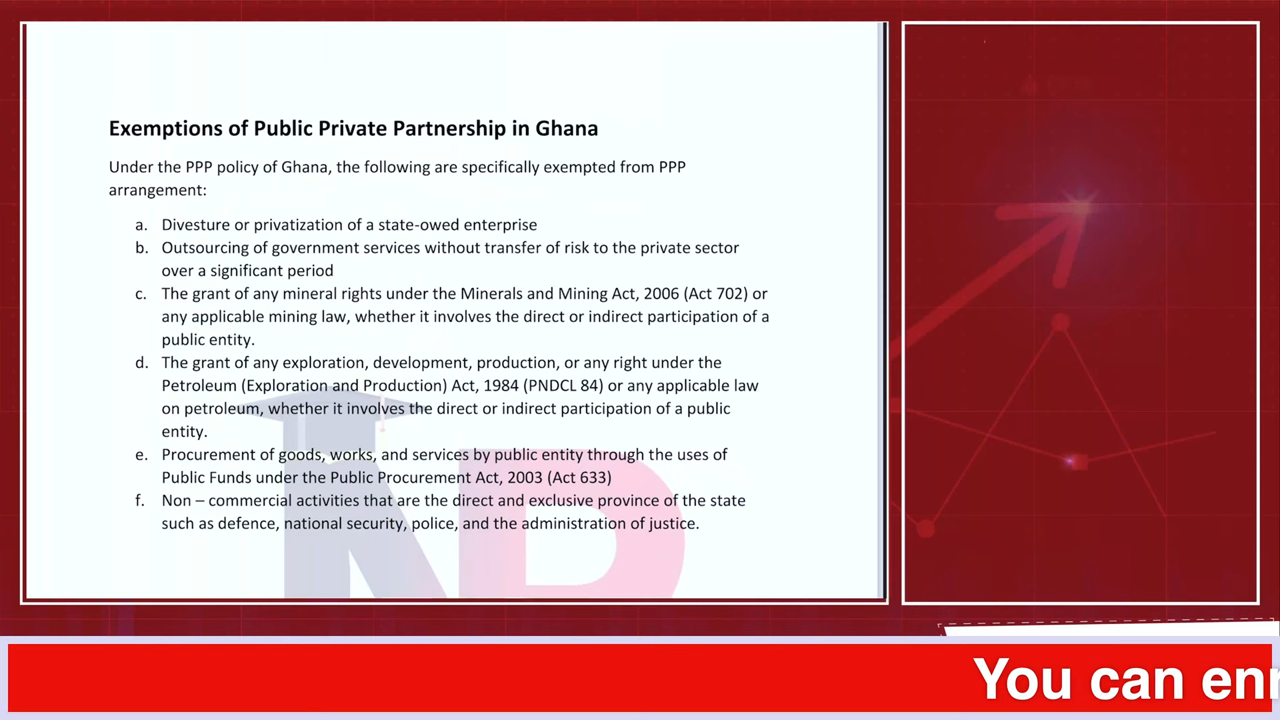 Exemptions of Public Private Partnership in Ghana
Under the PPP policy of Ghana, the following are specifically exempted from PPP
arrangement:
a. Divesture or privatization of a state-owed enterprise
b. Outsourcing of government services without transfer of risk to the private sector
over a significant period
c. The grant of any mineral rights under the Minerals and Mining Act, 2006 (Act 702) or
any applicable mining law, whether it involves the direct or indirect participation of a
public entity.
d. The grant of any exploration, development, production, or any right under the
Petroleum (Exploration and Production) Act, 1984 (PNDCL 84) or any applicable law
on petroleum, whether it involves the direct or indirect participation of a public
entity.
e. Procurement of goods, works, and services by public entity through the uses of
Public Funds under the Public Procurement Act, 2003 (Act 633)
f. Non – commercial activities that are the direct and exclusive province of the state
such as defence, national security, police, and the administration of justice.
You can